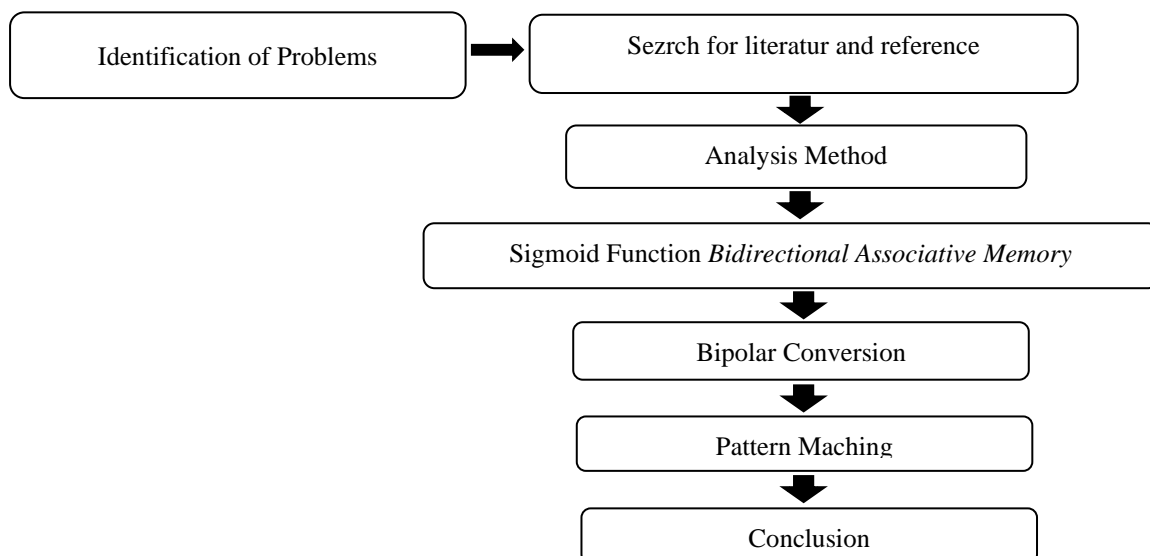 Identification of Problems
Sezrch for literatur and reference
Analysis Method
Sigmoid Function Bidirectional Associative Memory
Bipolar Conversion
Pattern Maching
Conclusion